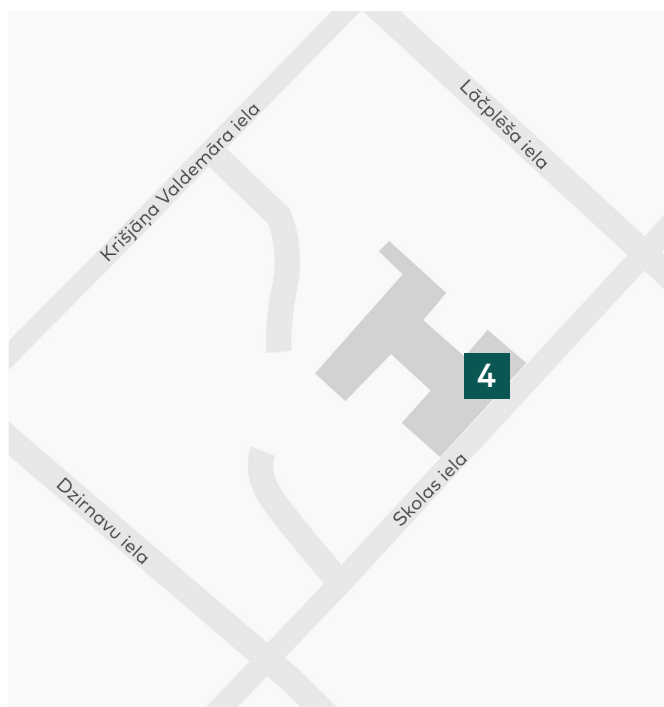 Lāčplēša iela
Krišjāņa Valdemāra iela
4
Skolas iela
Dzirnavu iela